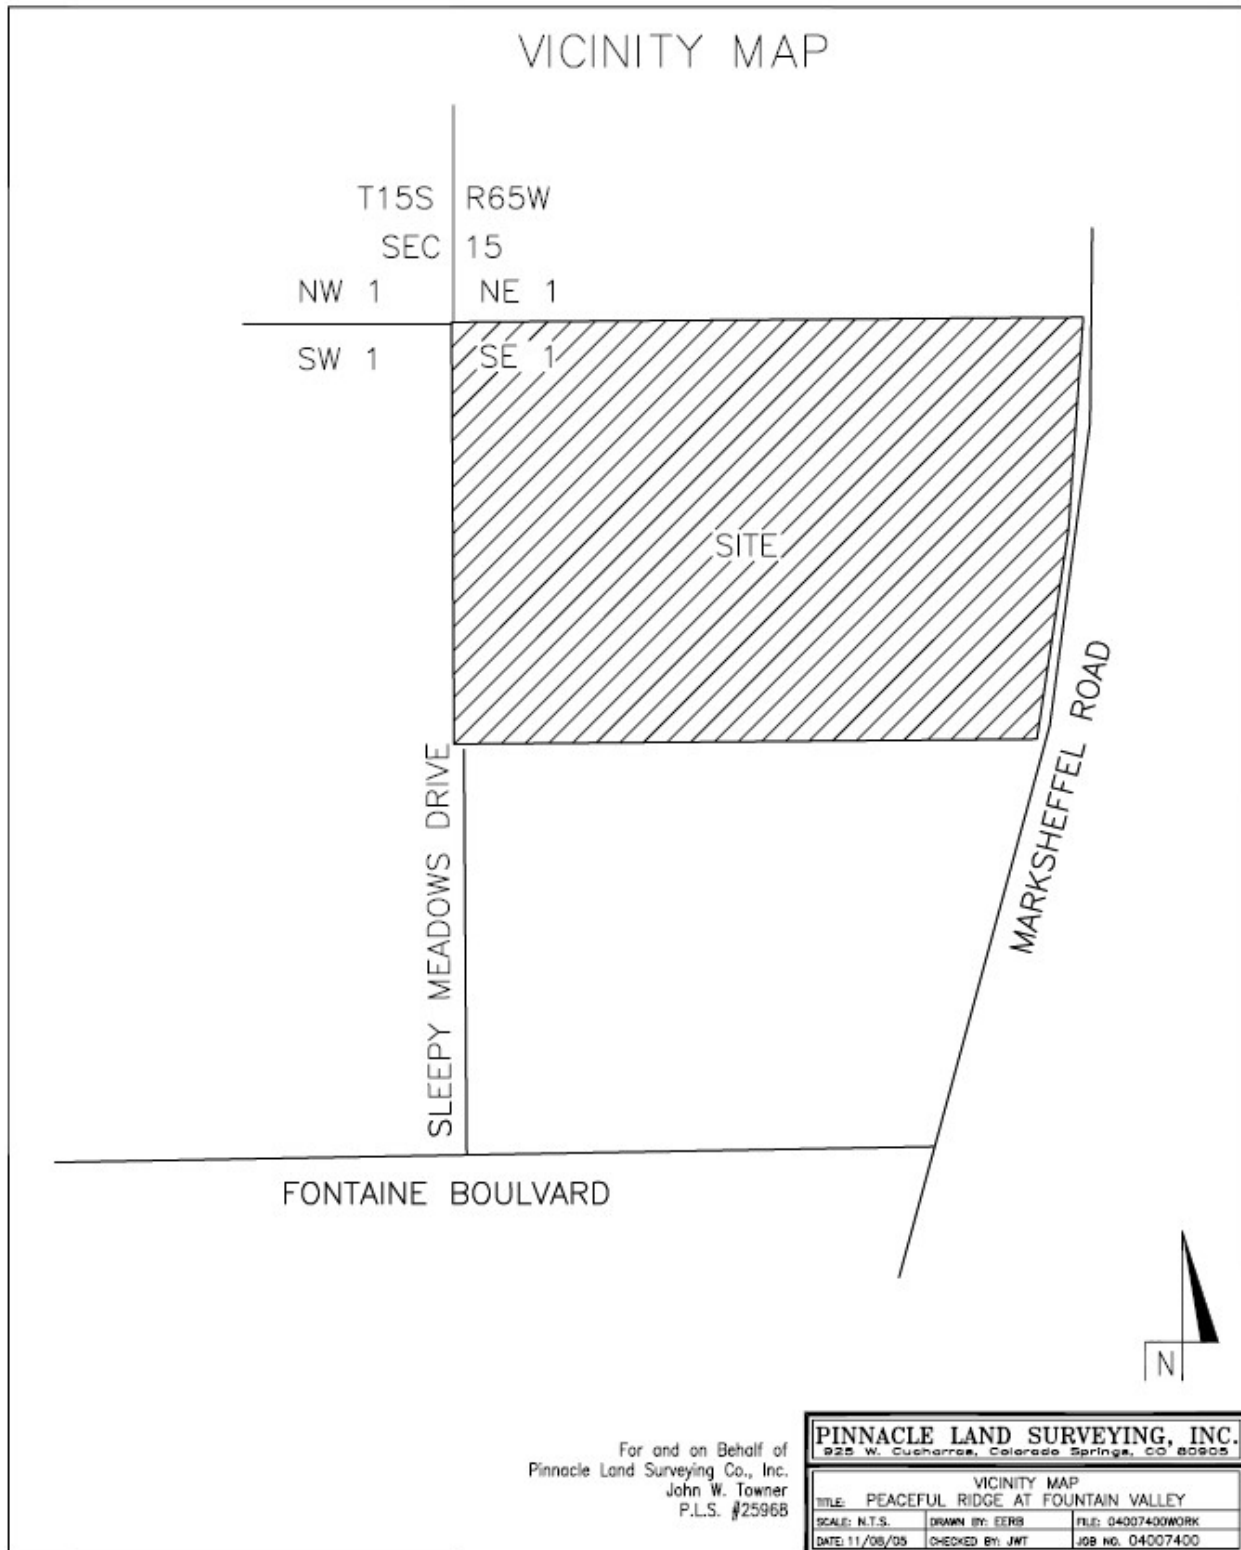 VICINITY MAP
T15S R65W
SEC 15
NW 1 NE 1
SW 1 SE 1
SITE
MARKSHEFFEL ROAD
SLEEPY MEADOWS DRIVE
FONTAINE BOULVARD
N
For and on Behalf of
Pinnacle Land Surveying Co., Inc.
John W. Towner
P.L.S. #25968
PINNACLE LAND SURVEYING, INC.
925 W. Cucharras, Colorado Springs, CO 80905
VICINITY MAP
TITLE: PEACEFUL RIDGE AT FOUNTAIN VALLEY
SCALE: N.T.S. DRAWN BY: EERB FILE: 04007400WORK
DATE: 11/08/05 CHECKED BY: JWT JOB NO. 04007400